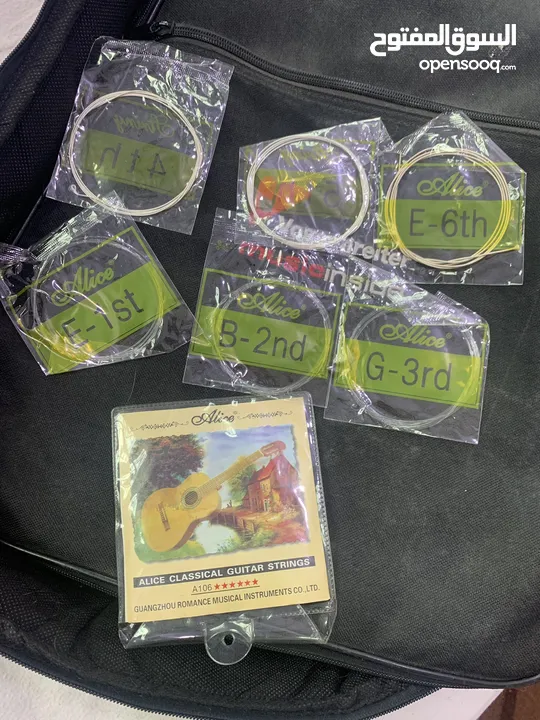 السوق المفتوح
opensooq.com
41h
Alice
E-6th
Alice
E-1st
Alice
B-2nd
Alice
G-3rd
Alice
ALICE CLASSICAL GUITAR STRINGS
A106 ★★★★★★
GUANGZHOU ROMANCE MUSICAL INSTRUMENTS CO.,LTD.